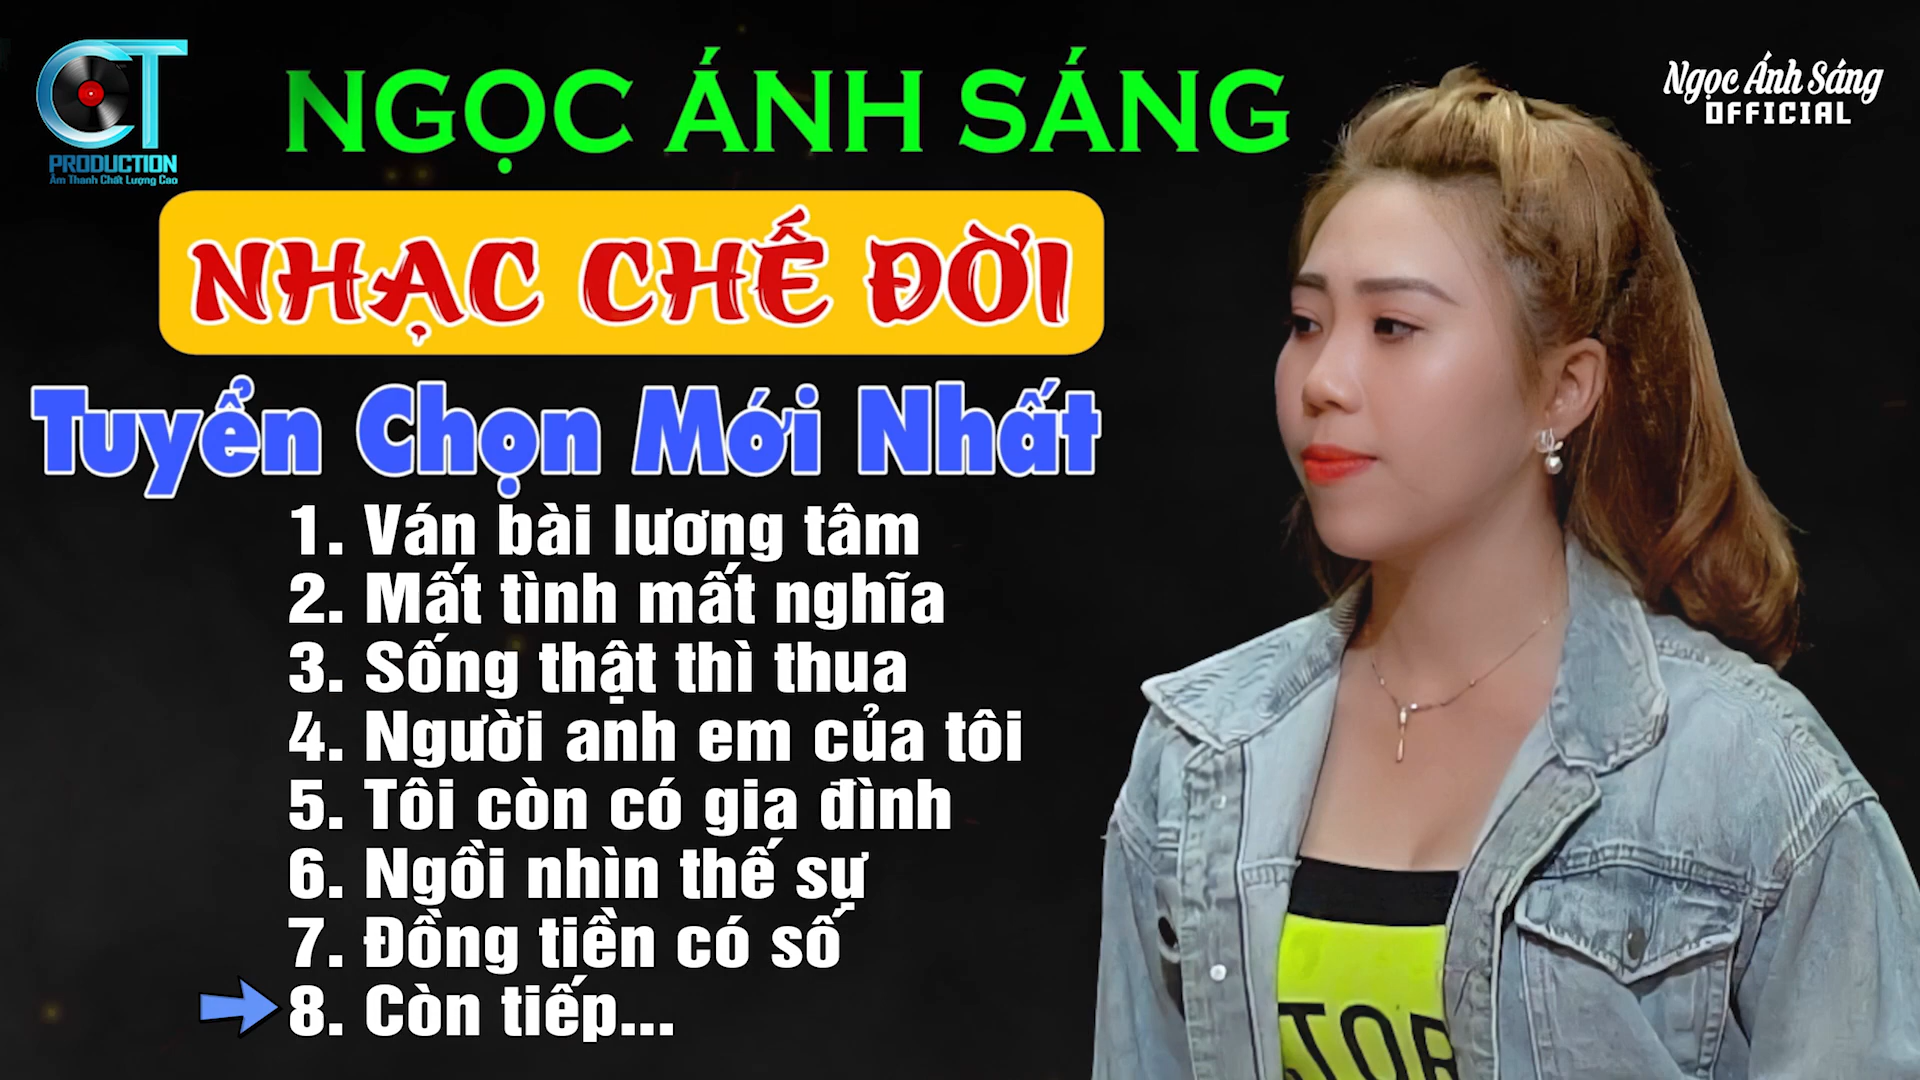 CT
PRODUCTION
Âm Thanh Chất Lượng Cao
NGỌC ÁNH SÁNG
Ngọc Ánh Sáng
OFFICIAL
NHẠC CHẾ ĐỜI
Tuyển Chọn Mới Nhất
1. Ván bài lương tâm
2. Mất tình mất nghĩa
3. Sống thật thì thua
4. Người anh em của tôi
5. Tôi còn có gia đình
6. Ngồi nhìn thế sự
7. Đồng tiền có số
8. Còn tiếp...